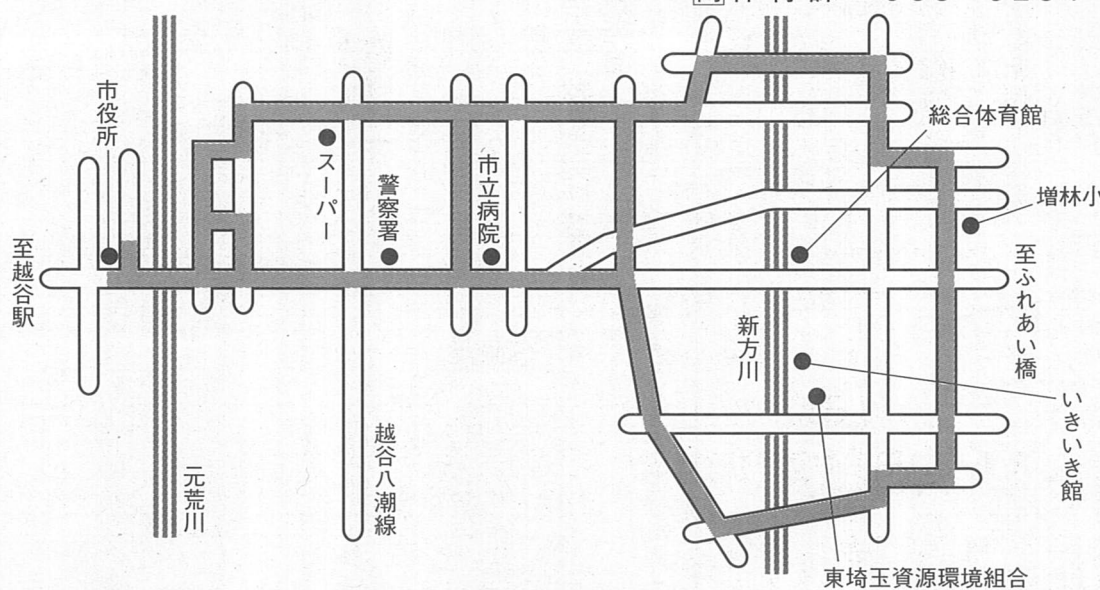 総合体育館
市役所
増林小
市立病院
スーパー
警察署
至越谷駅
至ふれあい橋
新方川
いきいき館
越谷八潮線
元荒川
東埼玉資源環境組合